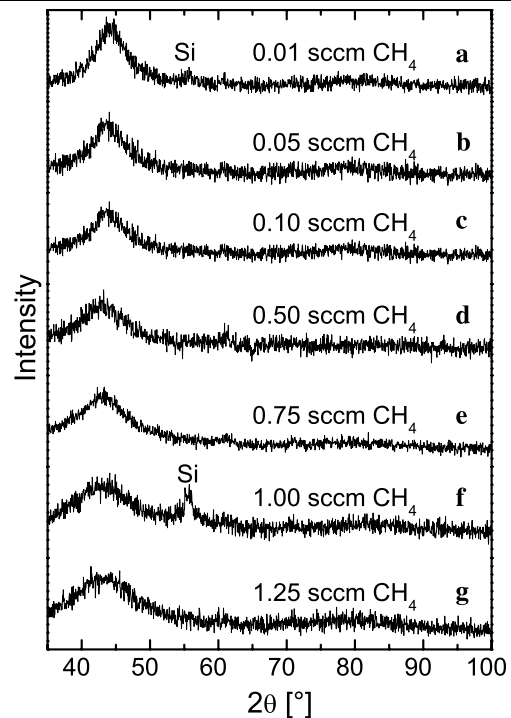 Si 0.01 sccm CH₄ a
0.05 sccm CH₄ b
0.10 sccm CH₄ c
0.50 sccm CH₄ d
0.75 sccm CH₄ e
Si
1.00 sccm CH₄ f
1.25 sccm CH₄ g
Intensity
40 50 60 70 80 90 100
2θ [°]